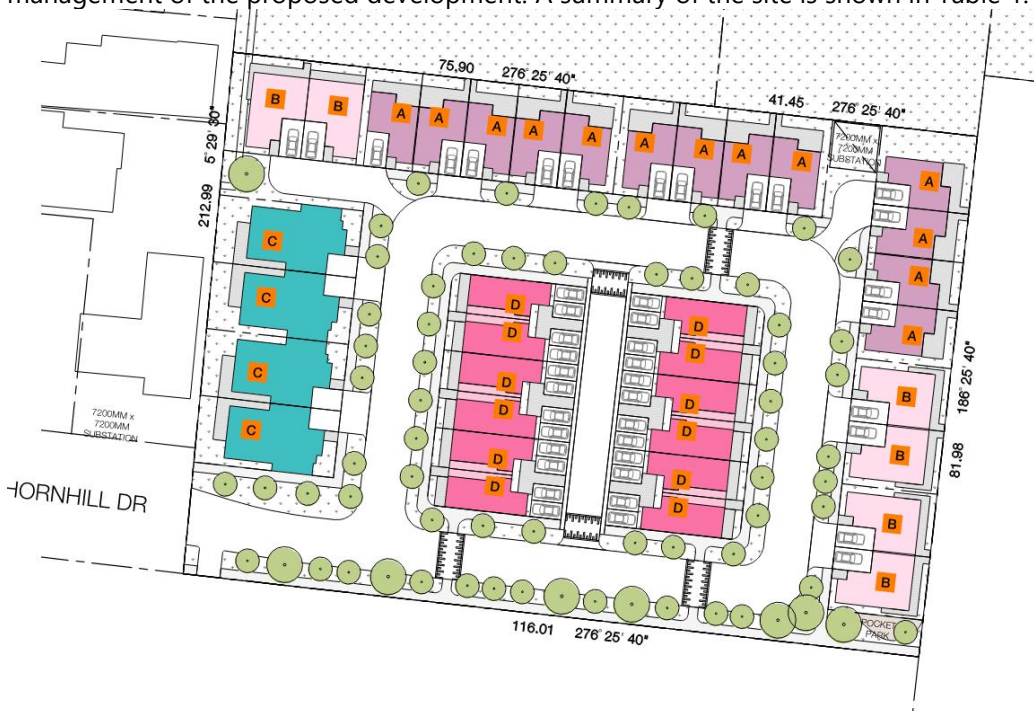 management of the proposed development. A summary of the site is shown in Table 4.
75.90 276° 25' 40"
41.45 276° 25' 40"
B
B
A
A
A
A
A
A
A
A
A
7200MM x
7200MM
SUBSTATION
5° 29' 30"
212.99
A
A
A
A
C
C
C
C
D
D
D
D
D
D
D
D
D
D
D
D
186° 25' 40"
81.98
B
B
B
B
7200MM x
7200MM
SUBSTATION
HORNHILL DR
116.01 276° 25' 40"
POCKET
PARK